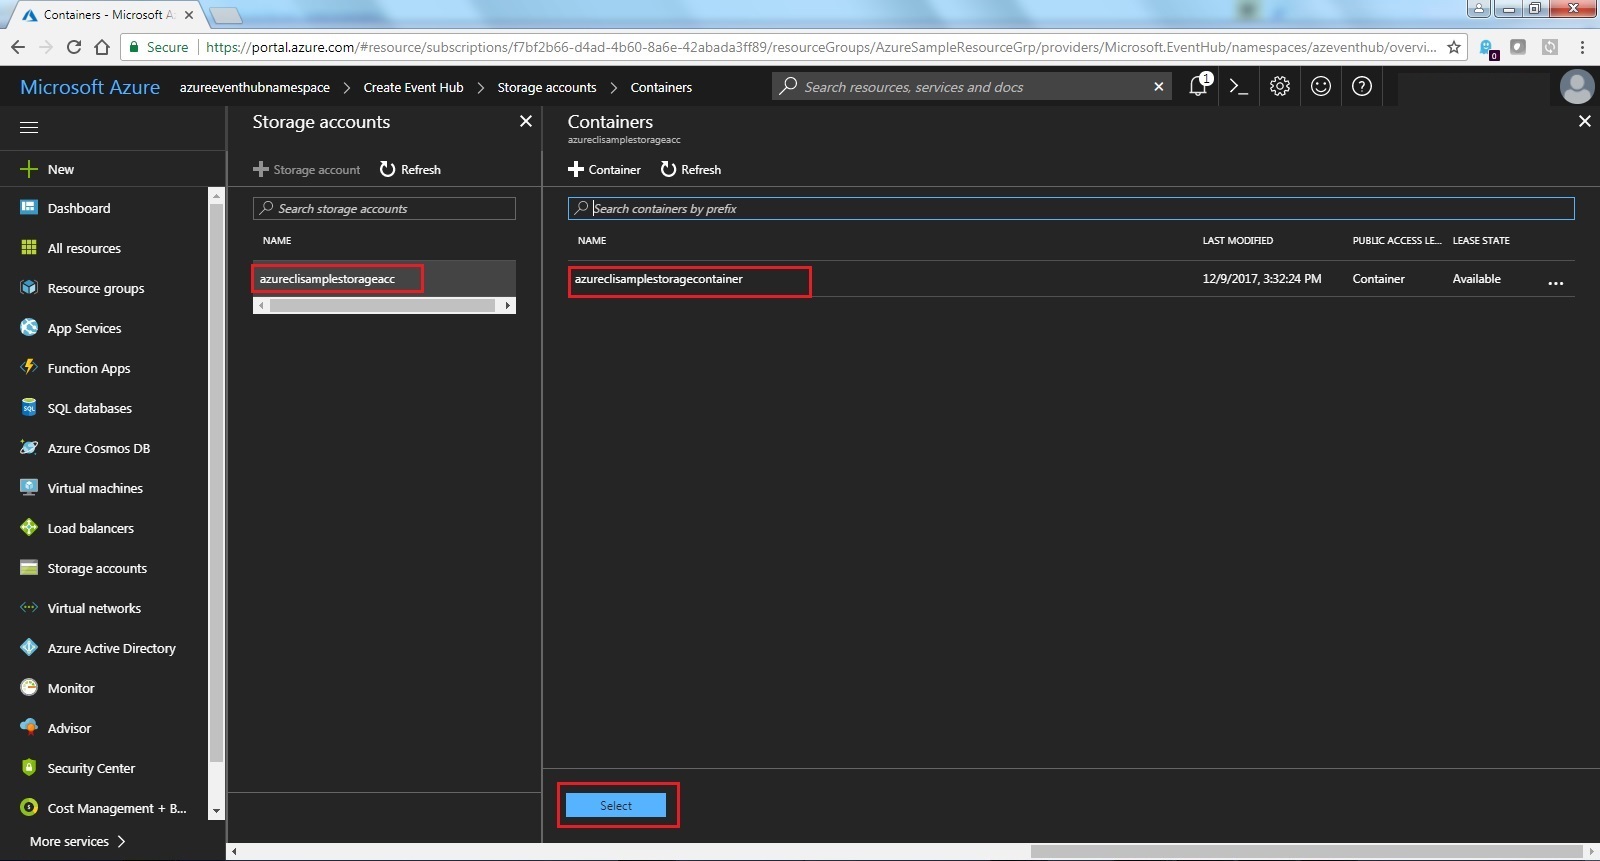 Containers - Microsoft A
Secure
https://portal.azure.com/#resource/subscriptions/f7bf2b66-d4ad-4b60-8a6e-42abada3ff89/resourceGroups/AzureSampleResourceGrp/providers/Microsoft.EventHub/namespaces/azeventhub/overvi...
0
Microsoft Azure
azureeventhubnamespace > Create Event Hub > Storage accounts > Containers
Search resources, services and docs
1
New
Dashboard
All resources
Resource groups
App Services
Function Apps
SQL databases
Azure Cosmos DB
Virtual machines
Load balancers
Storage accounts
Virtual networks
Azure Active Directory
Monitor
Advisor
Security Center
Cost Management + B...
More services >
Storage accounts
Storage account
Refresh
Search storage accounts
NAME
azureclisamplestorageacc
Containers
azureclisamplestorageacc
Container
Refresh
Search containers by prefix
NAME LAST MODIFIED PUBLIC ACCESS LE... LEASE STATE
azureclisamplestoragecontainer 12/9/2017, 3:32:24 PM Container Available ...
Select